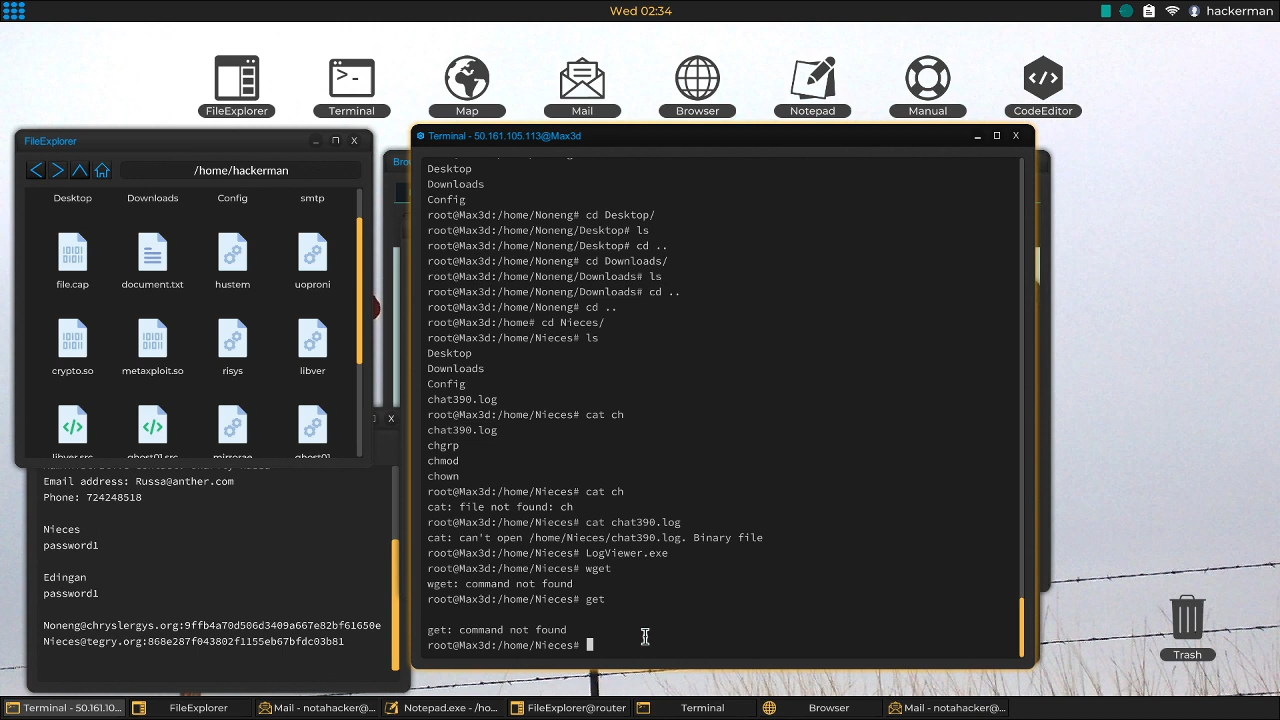 Wed 02:34
hackerman
FileExplorer
Terminal
Map
Mail
Browser
Notepad
Manual
CodeEditor
FileExplorer
X
/home/hackerman
Desktop
Downloads
Config
smtp
file.cap
document.txt
hustem
uoproni
crypto.so
metaxploit.so
risys
libver
libver.src
ghost01.src
mirrorae
ghost01
X
Email address: Russa@anther.com
Phone: 724248518
Nieces
password1
Edingan
password1
Noneng@chryslergys.org:9ffb4a70d506d3409a667e82bf61650e
Nieces@tegry.org:868e287f043802f1155eb67bfdc03b81
Brow
Terminal - 50.161.105.113@Max3d
X
Desktop
Downloads
Config
root@Max3d:/home/Noneng# cd Desktop/
root@Max3d:/home/Noneng/Desktop# ls
root@Max3d:/home/Noneng/Desktop# cd ..
root@Max3d:/home/Noneng# cd Downloads/
root@Max3d:/home/Noneng/Downloads# ls
root@Max3d:/home/Noneng/Downloads# cd ..
root@Max3d:/home/Noneng# cd ..
root@Max3d:/home# cd Nieces/
root@Max3d:/home/Nieces# ls
Desktop
Downloads
Config
chat390.log
root@Max3d:/home/Nieces# cat ch
chat390.log
chgrp
chmod
chown
root@Max3d:/home/Nieces# cat ch
cat: file not found: ch
root@Max3d:/home/Nieces# cat chat390.log
cat: can't open /home/Nieces/chat390.log. Binary file
root@Max3d:/home/Nieces# LogViewer.exe
root@Max3d:/home/Nieces# wget
wget: command not found
root@Max3d:/home/Nieces# get
get: command not found
root@Max3d:/home/Nieces#
Trash
Terminal - 50.161.10...
FileExplorer
Mail - notahacker@...
Notepad.exe - /ho...
FileExplorer@router
Terminal
Browser
Mail - notahacker@...